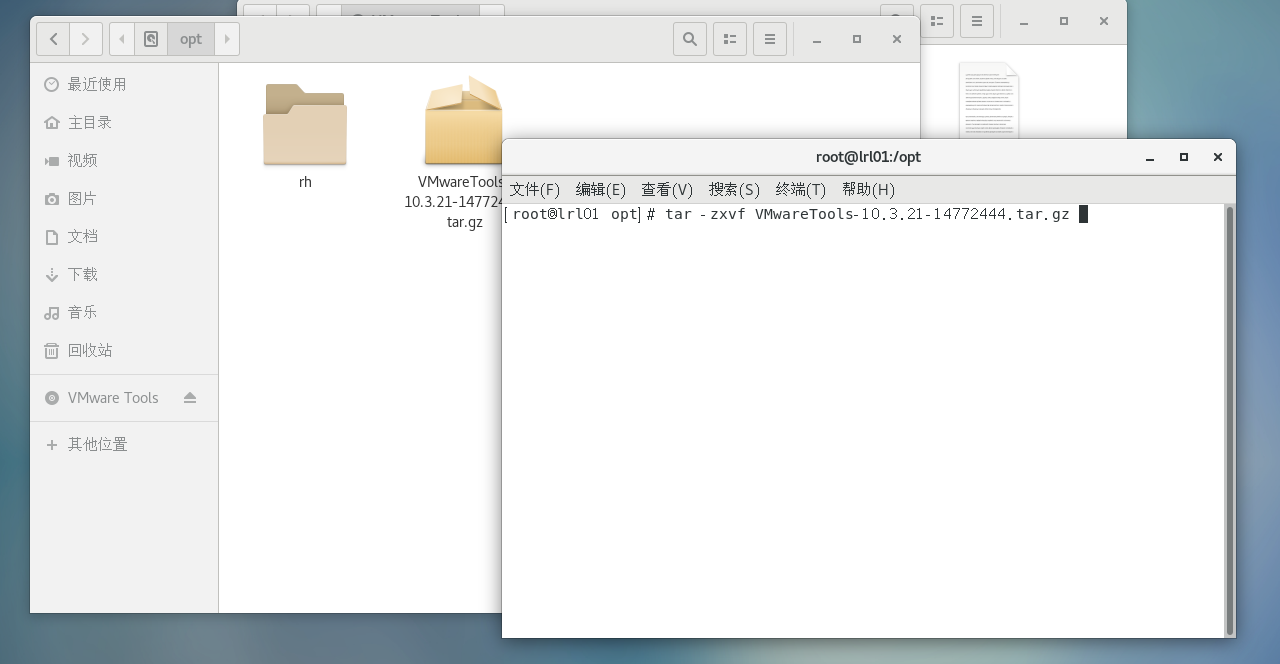 opt
最近使用
主目录
视频
图片
文档
下载
音乐
回收站
VMware Tools
其他位置
rh
VMwareTools
10.3.21-14772
tar.gz
root@lrl01:/opt
文件(F) 编辑(E) 查看(V) 搜索(S) 终端(T) 帮助(H)
[root@lrl01 opt]# tar -zxvf VMwareTools-10.3.21-14772444.tar.gz